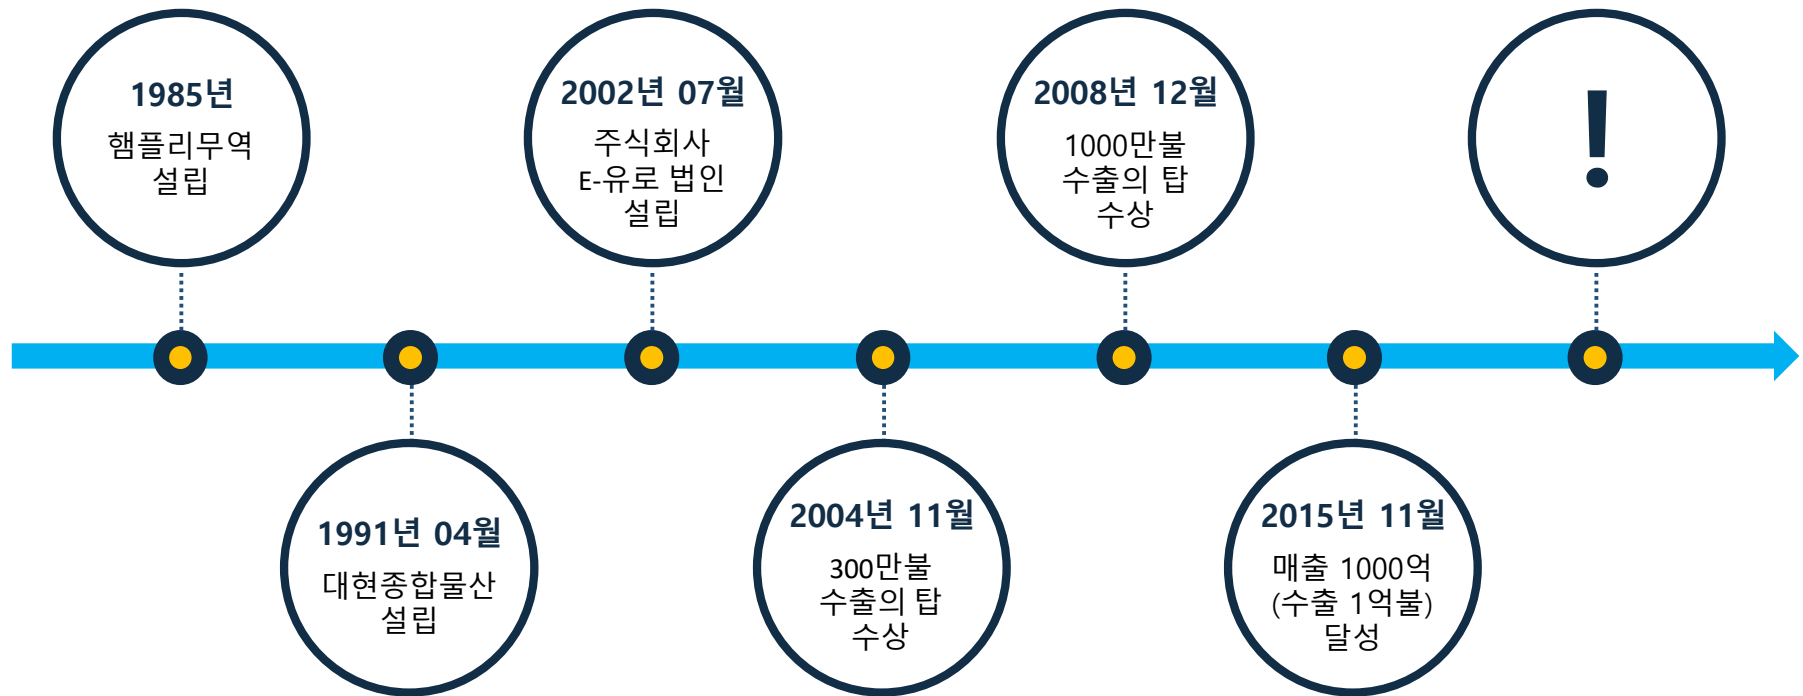 1985년
햄플리무역
설립
1991년 04월
대현종합물산
설립
2002년 07월
주식회사
E-유로 법인
설립
2004년 11월
300만불
수출의 탑
수상
2008년 12월
1000만불
수출의 탑
수상
2015년 11월
매출 1000억
(수출 1억불)
달성
!